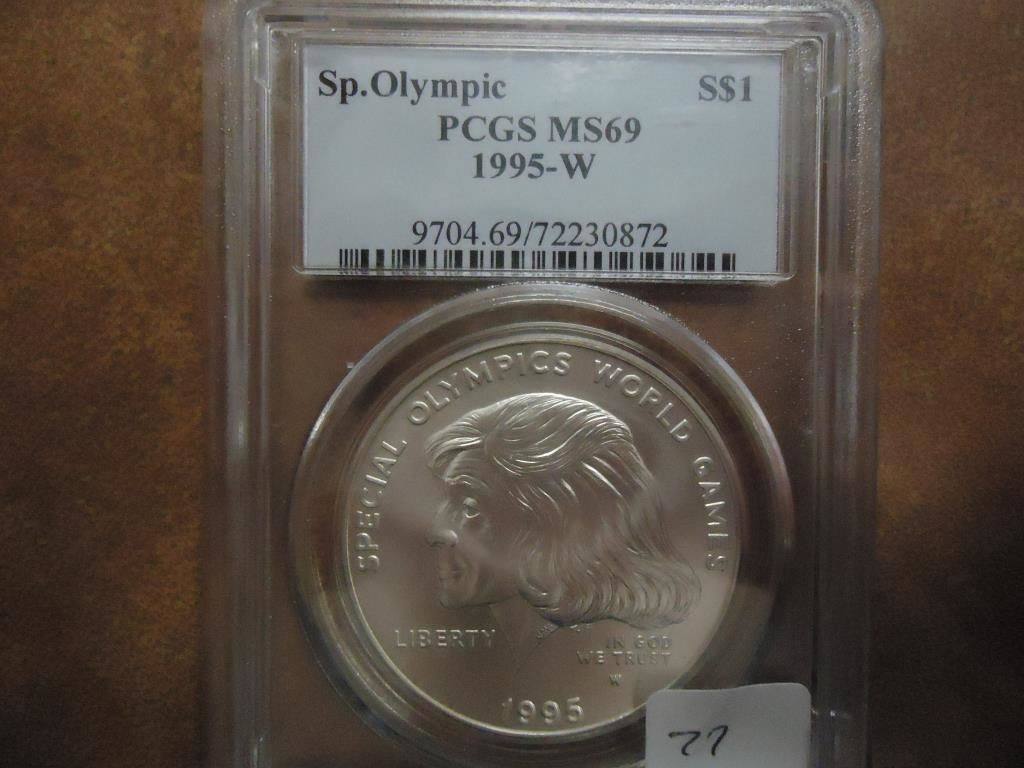 Sp.Olympic S$1
PCGS MS69
1995-W
9704.69/72230872
SPECIAL OLYMPICS WORLD GAMES
LIBERTY
IN GOD
WE TRUST
W
1995
77